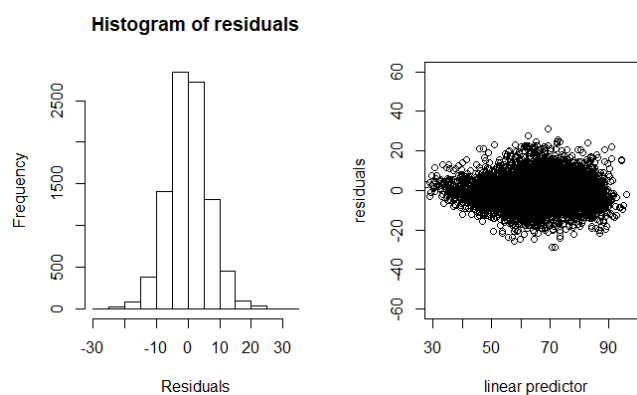 Histogram of residuals
Frequency
0 500 1500 2500
-30 -10 0 10 20 30
Residuals
residuals
-60 -40 -20 0 20 40 60
30 50 70 90
linear predictor